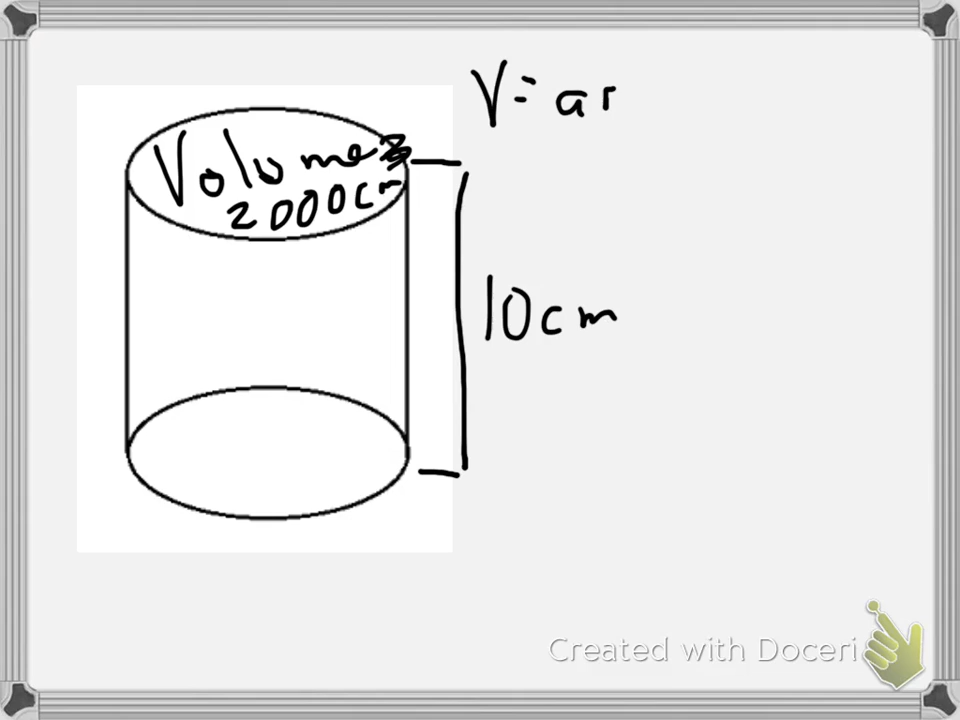 V = ar
Volume
2000cm
10cm
Created with Doceri